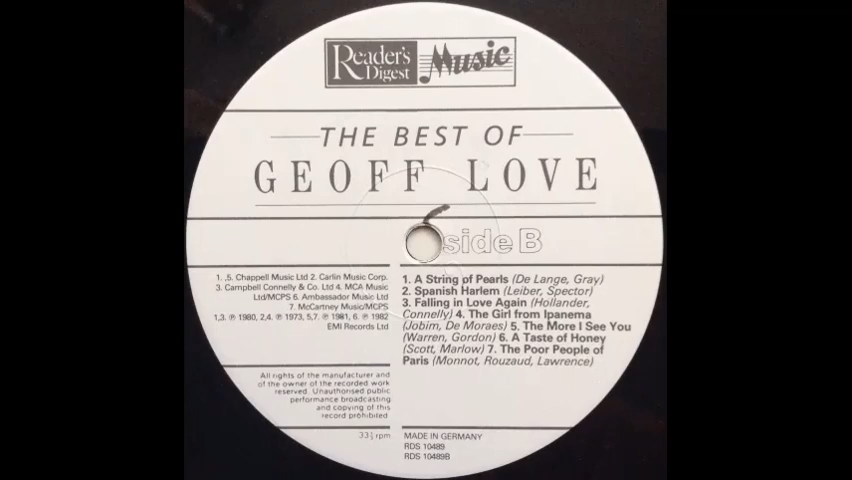 Reader's
Digest
Music
THE BEST OF
GEOFF LOVE
side B
1. ,5. Chappell Music Ltd 2. Carlin Music Corp.
3. Campbell Connelly & Co. Ltd 4. MCA Music
Ltd/MCPS 6. Ambassador Music Ltd
7. McCartney Music/MCPS
1,3. ℗ 1980, 2,4. ℗ 1973, 5,7. ℗ 1981, 6. ℗ 1982
EMI Records Ltd
1. A String of Pearls (De Lange, Gray)
2. Spanish Harlem (Leiber, Spector)
3. Falling in Love Again (Hollander,
Connelly) 4. The Girl from Ipanema
(Jobim, De Moraes) 5. The More I See You
(Warren, Gordon) 6. A Taste of Honey
(Scott, Marlow) 7. The Poor People of
Paris (Monnot, Rouzaud, Lawrence)
All rights of the manufacturer and
of the owner of the recorded work
reserved. Unauthorised public
performance broadcasting
and copying of this
record prohibited.
33⅓ rpm
MADE IN GERMANY
RDS 10489
RDS 10489B